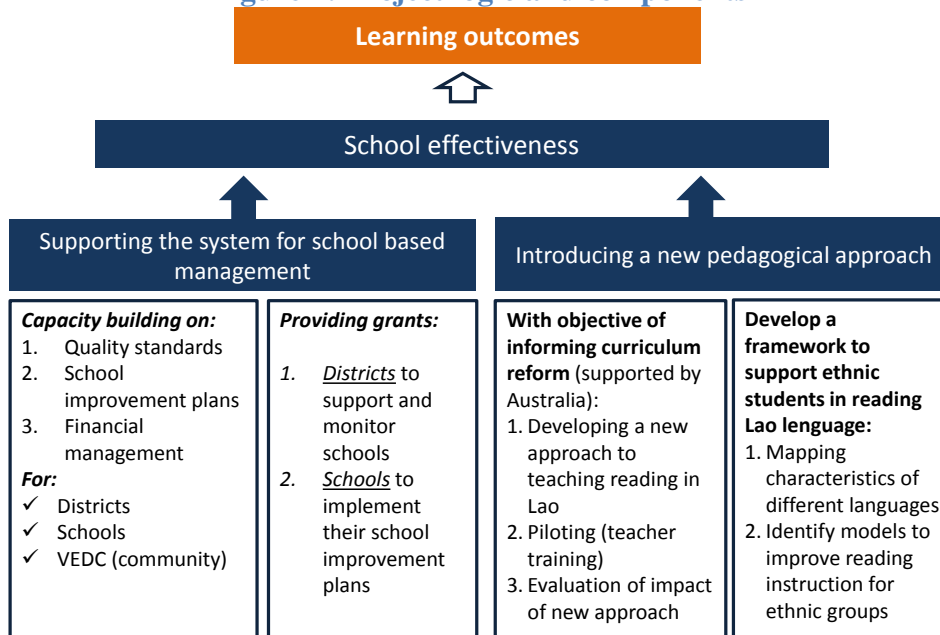 Learning outcomes
School effectiveness
Supporting the system for school based
management
Introducing a new pedagogical approach
Capacity building on:
1. Quality standards
2. School
improvement plans
3. Financial
management
For:
✓ Districts
✓ Schools
✓ VEDC (community)
Providing grants:
1. Districts to
support and
monitor
schools
2. Schools to
implement
their school
improvement
plans
With objective of
informing curriculum
reform (supported by
Australia):
1. Developing a new
approach to
teaching reading in
Lao
2. Piloting (teacher
training)
3. Evaluation of impact
of new approach
Develop a
framework to
support ethnic
students in reading
Lao lenguage:
1. Mapping
characteristics of
different languages
2. Identify models to
improve reading
instruction for
ethnic groups